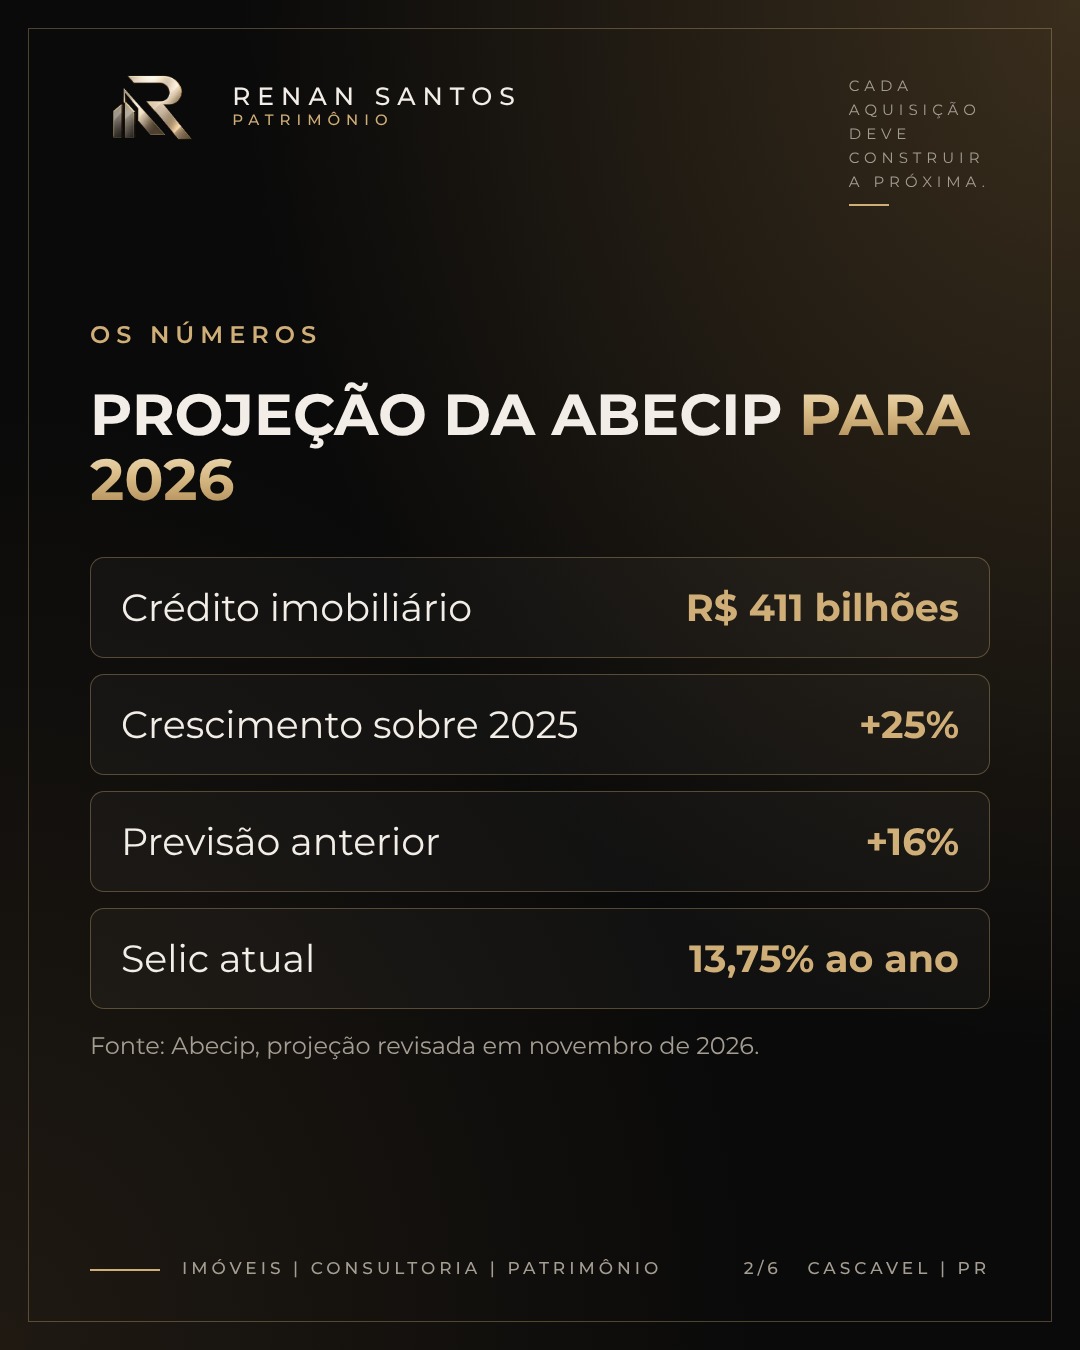 RENAN SANTOS
PATRIMÔNIO
CADA
AQUISIÇÃO
DEVE
CONSTRUIR
A PRÓXIMA.
OS NÚMEROS
PROJEÇÃO DA ABECIP PARA
2026
Crédito imobiliário R$ 411 bilhões
Crescimento sobre 2025 +25%
Previsão anterior +16%
Selic atual 13,75% ao ano
Fonte: Abecip, projeção revisada em novembro de 2026.
IMÓVEIS | CONSULTORIA | PATRIMÔNIO 2/6 CASCAVEL | PR